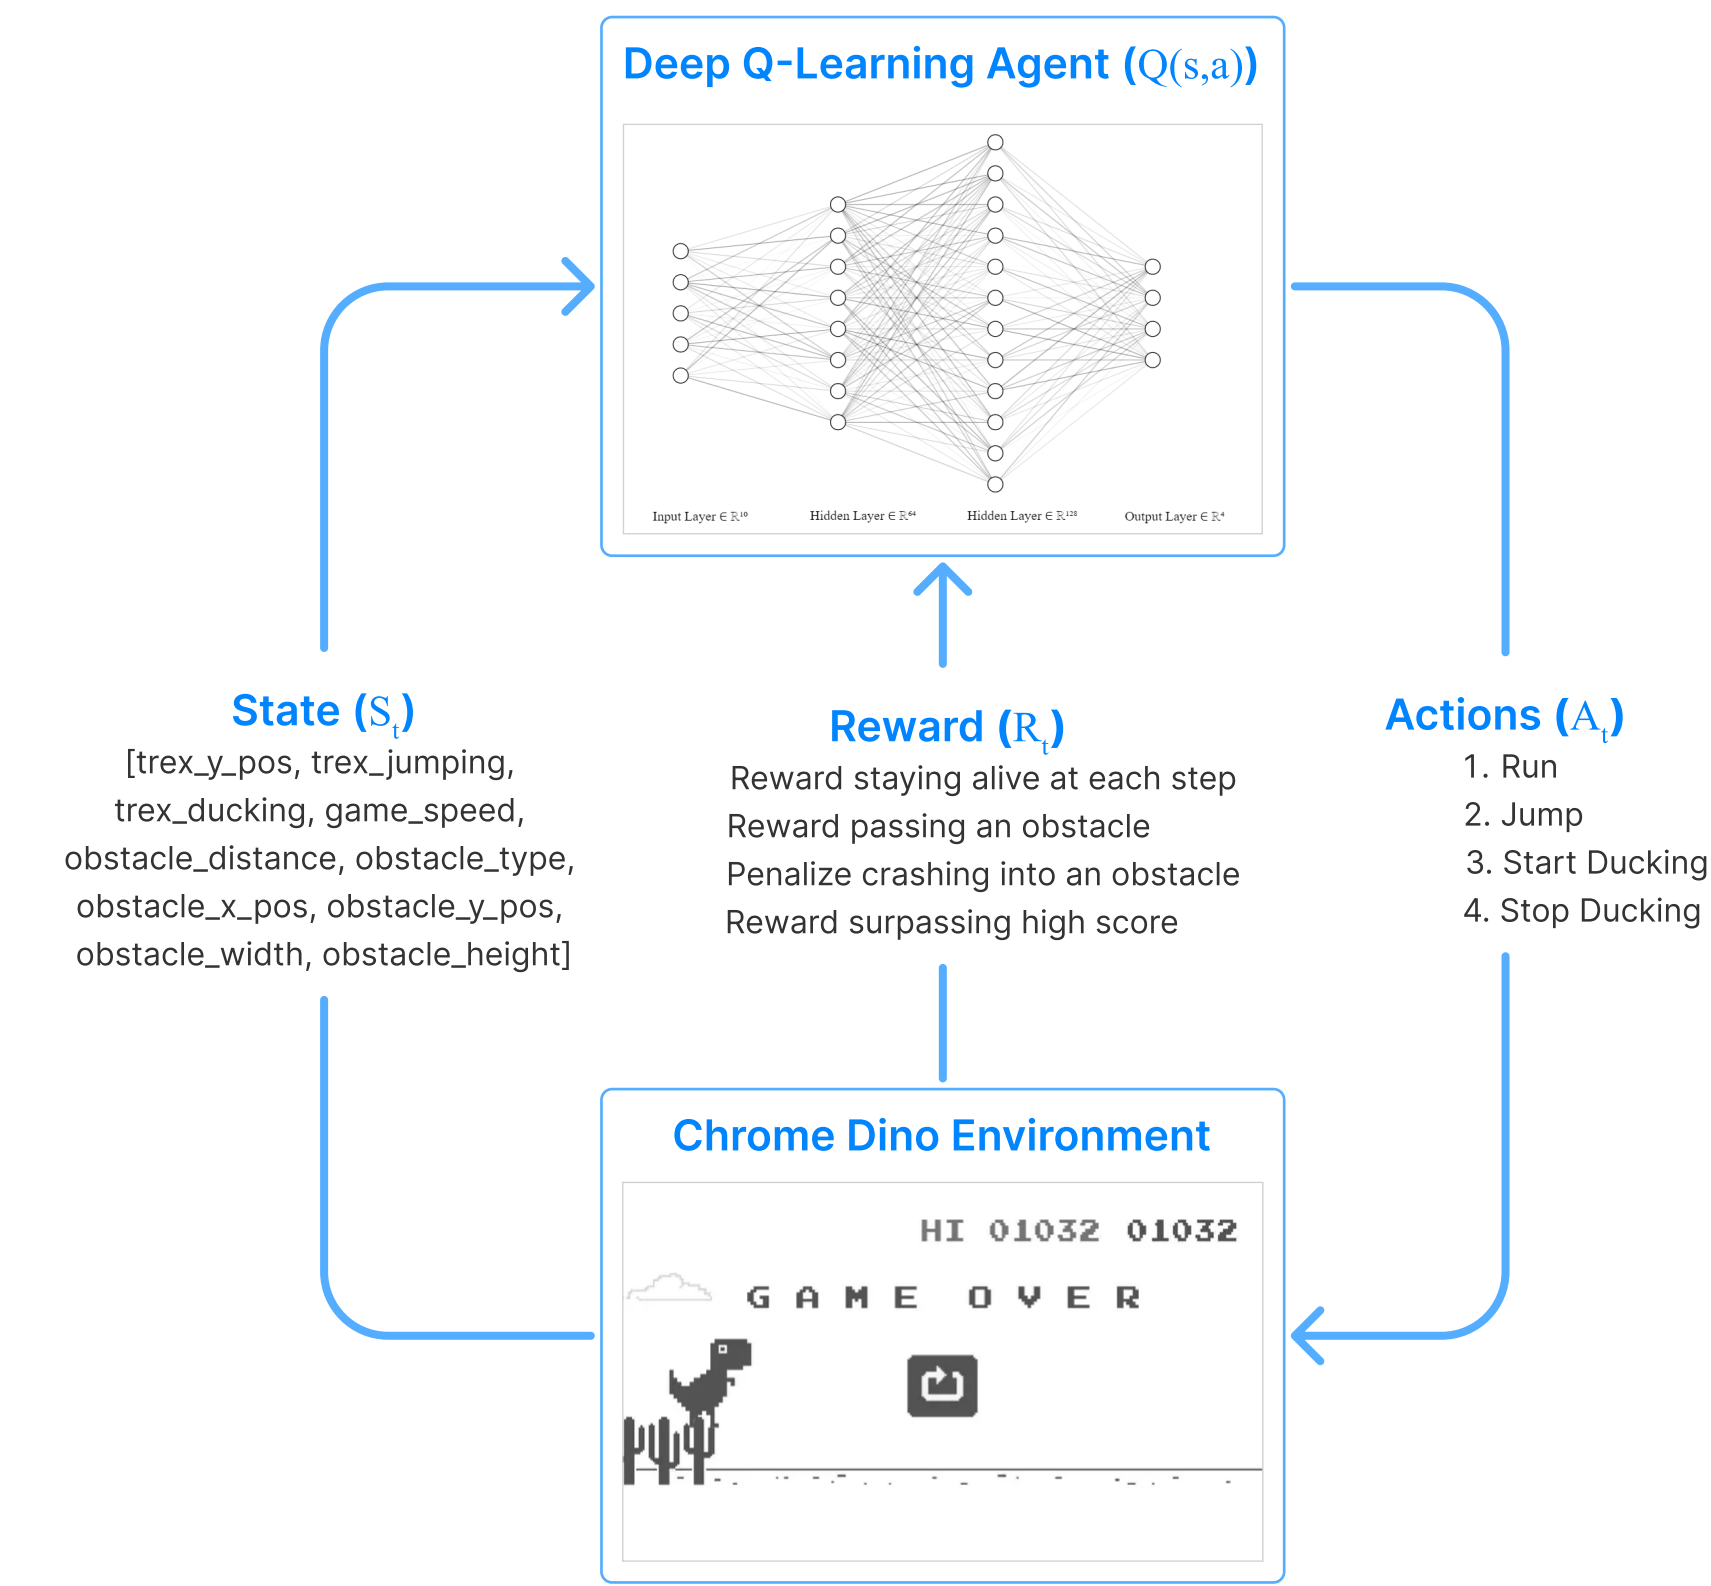 Deep Q-Learning Agent (Q(s,a))
Input Layer ∈ ℝ¹⁰ Hidden Layer ∈ ℝ⁶⁴ Hidden Layer ∈ ℝ¹²⁸ Output Layer ∈ ℝ⁴
State (Sₜ)
[trex_y_pos, trex_jumping,
trex_ducking, game_speed,
obstacle_distance, obstacle_type,
obstacle_x_pos, obstacle_y_pos,
obstacle_width, obstacle_height]
Reward (Rₜ)
Reward staying alive at each step
Reward passing an obstacle
Penalize crashing into an obstacle
Reward surpassing high score
Actions (Aₜ)
1. Run
2. Jump
3. Start Ducking
4. Stop Ducking
Chrome Dino Environment
HI 01032 01032
GAME OVER